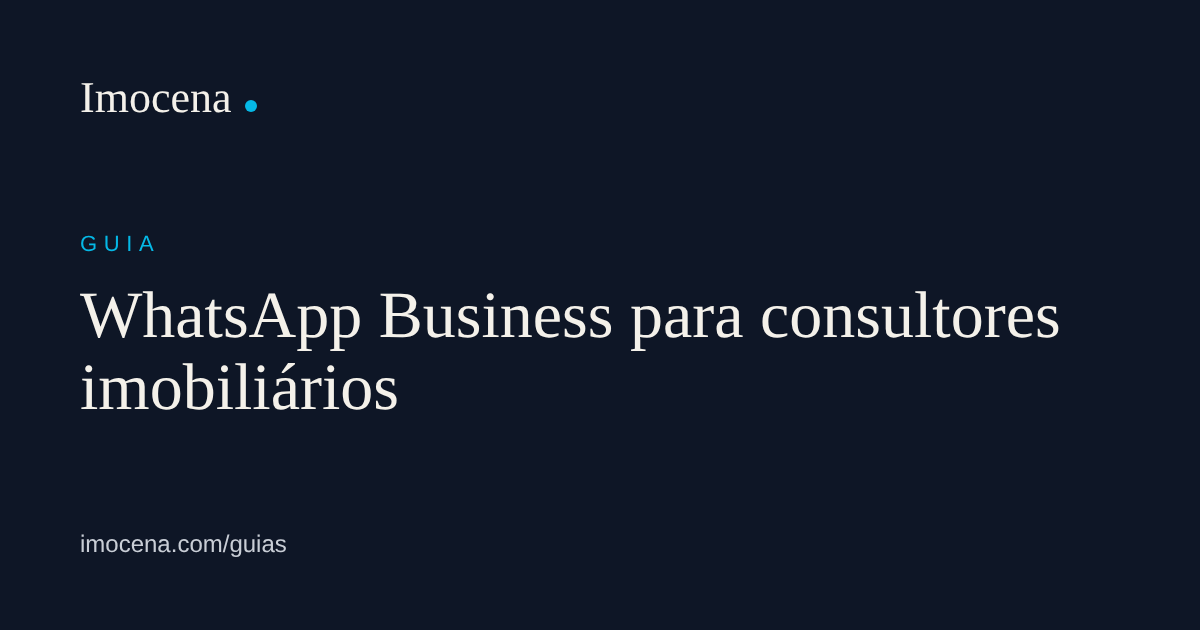 Imocena
GUIA
WhatsApp Business para consultores
imobiliários
imocena.com/guias